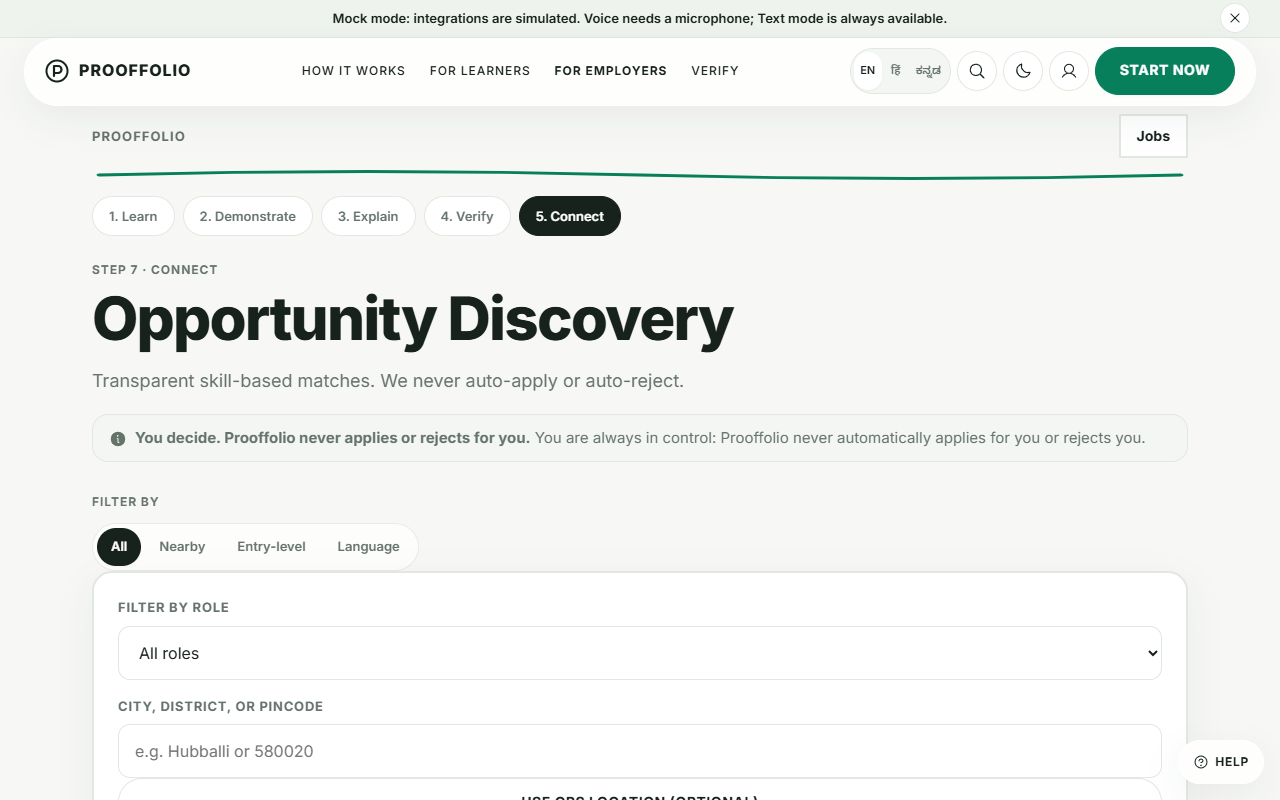 Mock mode: integrations are simulated. Voice needs a microphone; Text mode is always available.
PROOFFOLIO
HOW IT WORKS
FOR LEARNERS
FOR EMPLOYERS
VERIFY
EN
हिं
ಕನ್ನಡ
START NOW
PROOFFOLIO
Jobs
1. Learn
2. Demonstrate
3. Explain
4. Verify
5. Connect
STEP 7 · CONNECT
Opportunity Discovery
Transparent skill-based matches. We never auto-apply or auto-reject.
You decide. Prooffolio never applies or rejects for you. You are always in control: Prooffolio never automatically applies for you or rejects you.
FILTER BY
All
Nearby
Entry-level
Language
FILTER BY ROLE
All roles
CITY, DISTRICT, OR PINCODE
e.g. Hubballi or 580020
USE GPS LOCATION (OPTIONAL)
HELP